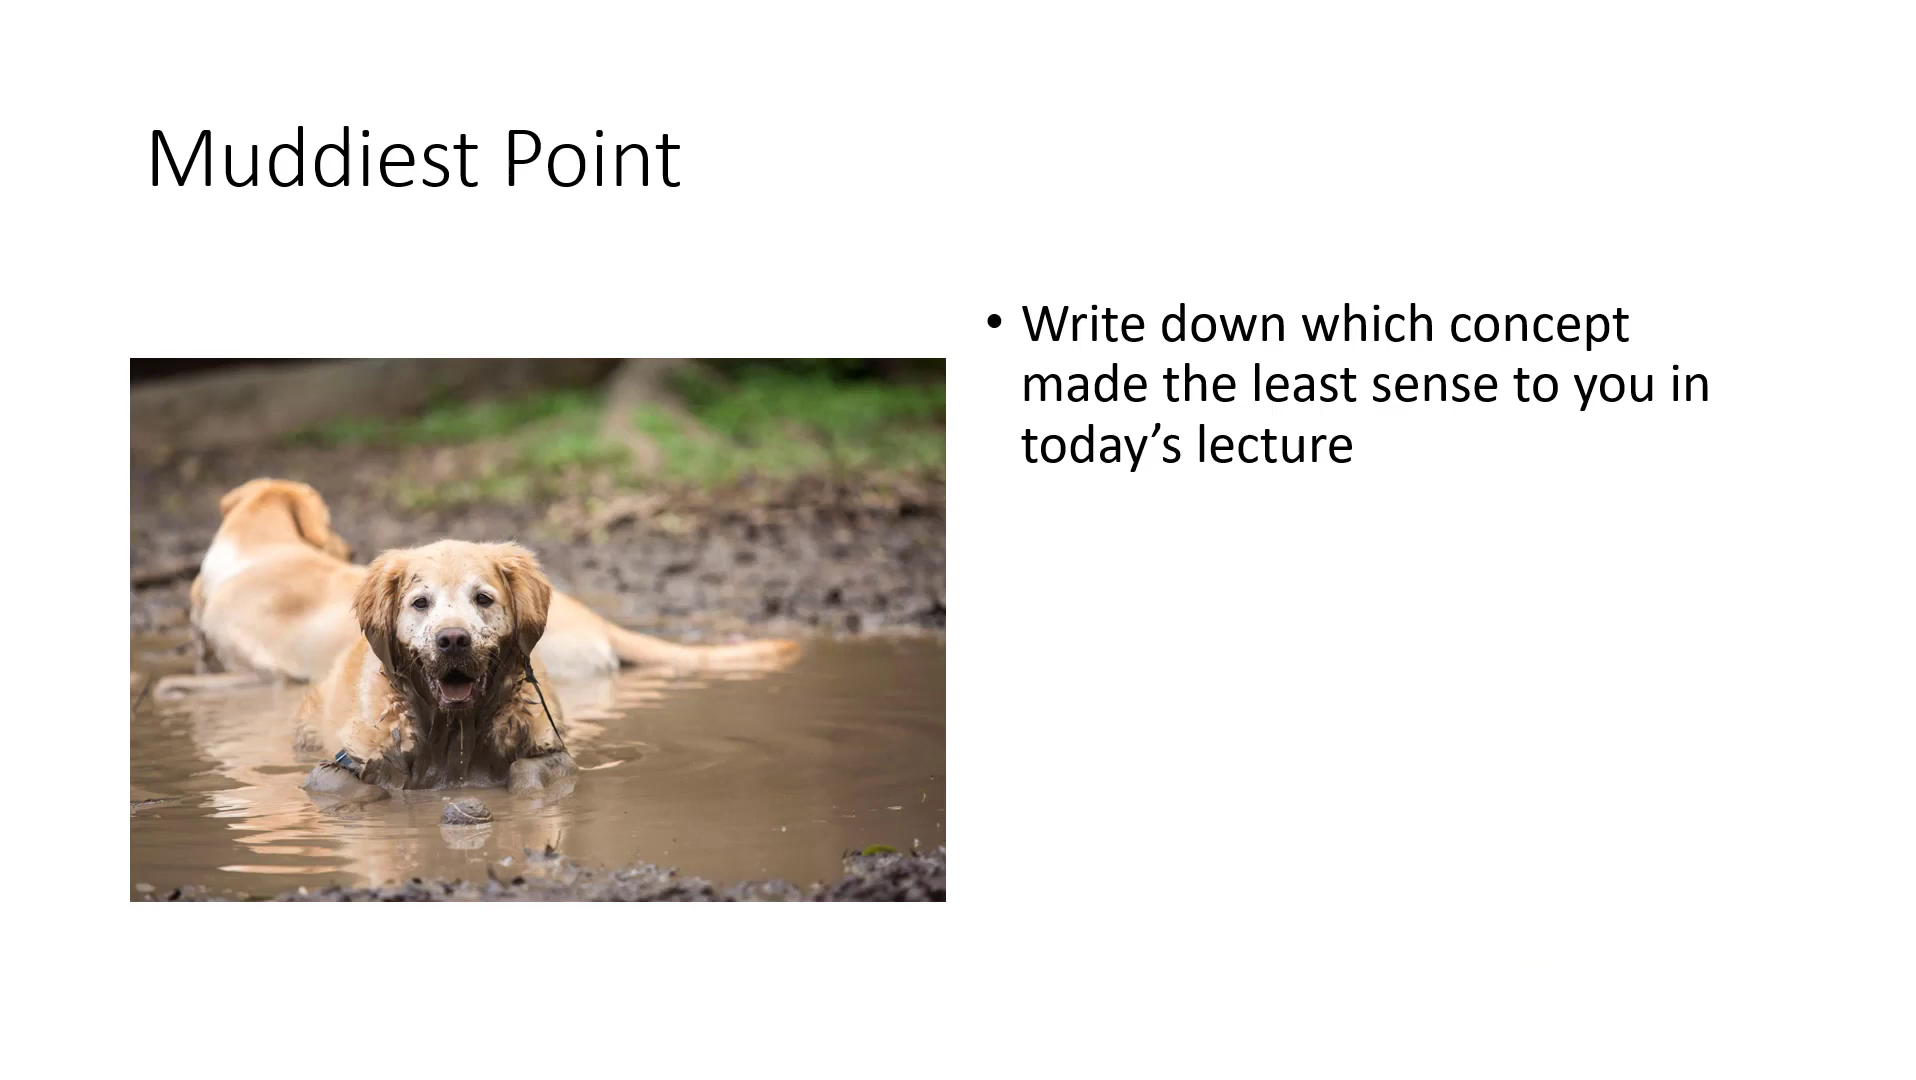 Muddiest Point
• Write down which concept
made the least sense to you in
today’s lecture